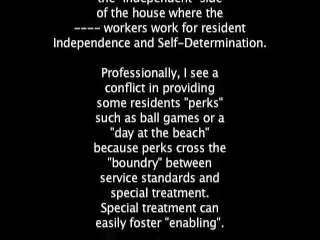 the "Independent" side
of the house where the
---- workers work for resident
Independence and Self-Determination.
Professionally, I see a
conflict in providing
some residents "perks"
such as ball games or a
"day at the beach"
because perks cross the
"boundry" between
service standards and
special treatment.
Special treatment can
easily foster "enabling".